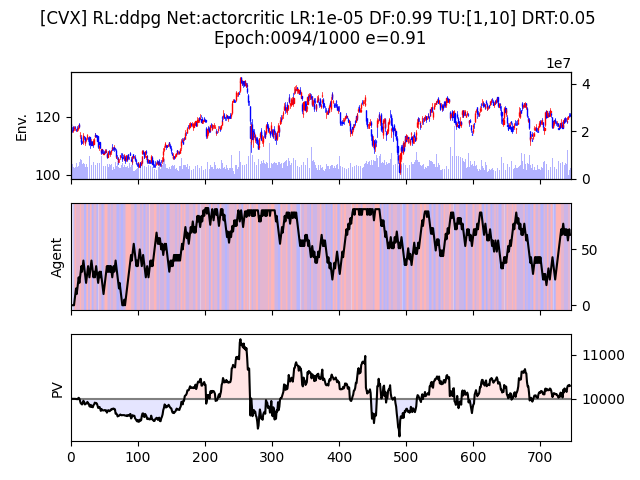 [CVX] RL:ddpg Net:actorcritic LR:1e-05 DF:0.99 TU:[1,10] DRT:0.05
Epoch:0094/1000 e=0.91
1e7
Env.
120
100
4
2
0
Agent
50
0
PV
11000
10000
0 100 200 300 400 500 600 700